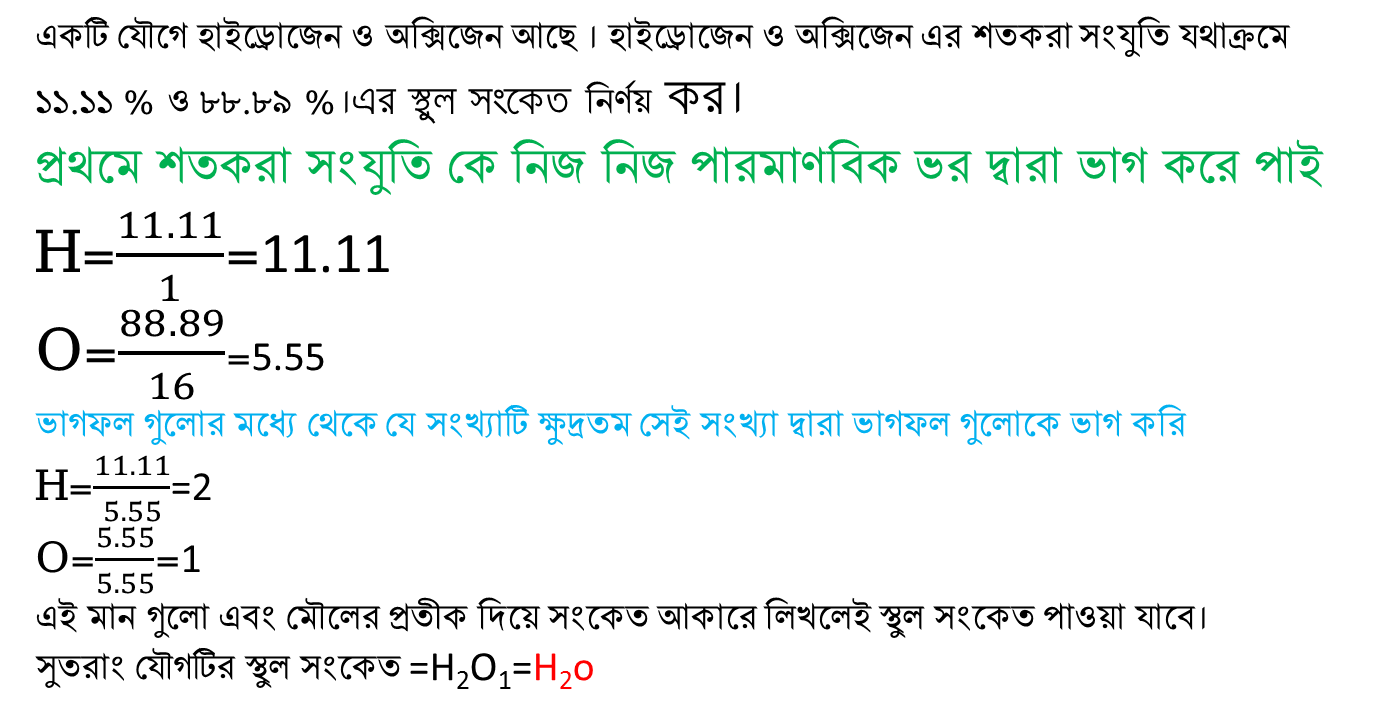 একটি যৌগে হাইড্রোজেন ও অক্সিজেন আছে । হাইড্রোজেন ও অক্সিজেন এর শতকরা সংযুতি যথাক্রমে
১১.১১ % ও ৮৮.৮৯ %।এর স্থুল সংকেত নির্ণয় কর।
প্রথমে শতকরা সংযুতি কে নিজ নিজ পারমাণবিক ভর দ্বারা ভাগ করে পাই
H=11.11/1=11.11
O=88.89/16=5.55
ভাগফল গুলোর মধ্যে থেকে যে সংখ্যাটি ক্ষুদ্রতম সেই সংখ্যা দ্বারা ভাগফল গুলোকে ভাগ করি
H=11.11/5.55=2
O=5.55/5.55=1
এই মান গুলো এবং মৌলের প্রতীক দিয়ে সংকেত আকারে লিখলেই স্থুল সংকেত পাওয়া যাবে।
সুতরাং যৌগটির স্থুল সংকেত =H₂O₁=H₂o